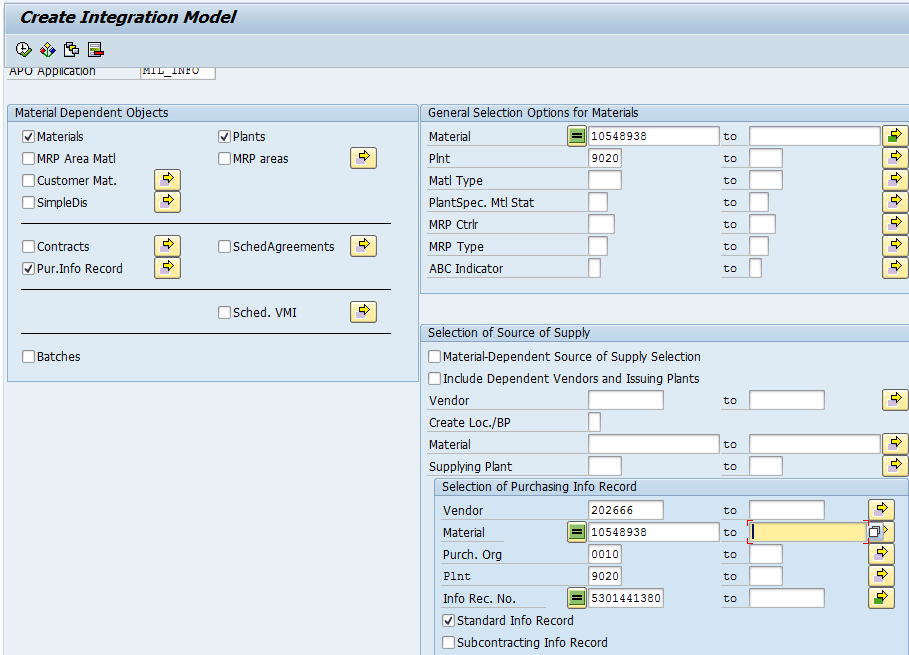 Create Integration Model
APO Application MIL_INFO
Material Dependent Objects
Materials Plants
MRP Area Matl MRP areas
Customer Mat.
SimpleDis
Contracts SchedAgreements
Pur.Info Record
Sched. VMI
Batches
General Selection Options for Materials
Material 10548938 to
Plnt 9020 to
Matl Type to
PlantSpec. Mtl Stat to
MRP Ctrlr to
MRP Type to
ABC Indicator to
Selection of Source of Supply
Material-Dependent Source of Supply Selection
Include Dependent Vendors and Issuing Plants
Vendor to
Create Loc./BP
Material to
Supplying Plant to
Selection of Purchasing Info Record
Vendor 202666 to
Material 10548938 to
Purch. Org 0010 to
Plnt 9020 to
Info Rec. No. 5301441380 to
Standard Info Record
Subcontracting Info Record